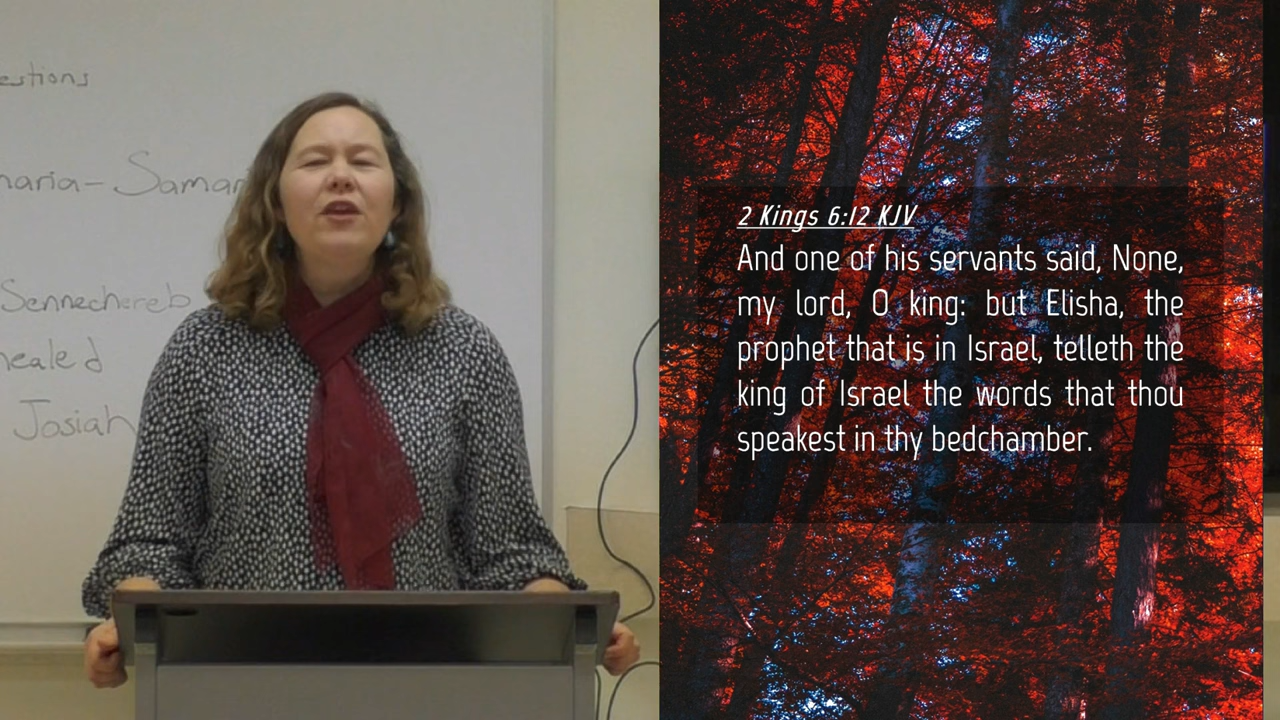 estions
naria - Samar
Sennechereb
healed
Josiah
2 Kings 6:12 KJV
And one of his servants said, None,
my lord, O king: but Elisha, the
prophet that is in Israel, telleth the
king of Israel the words that thou
speakest in thy bedchamber.